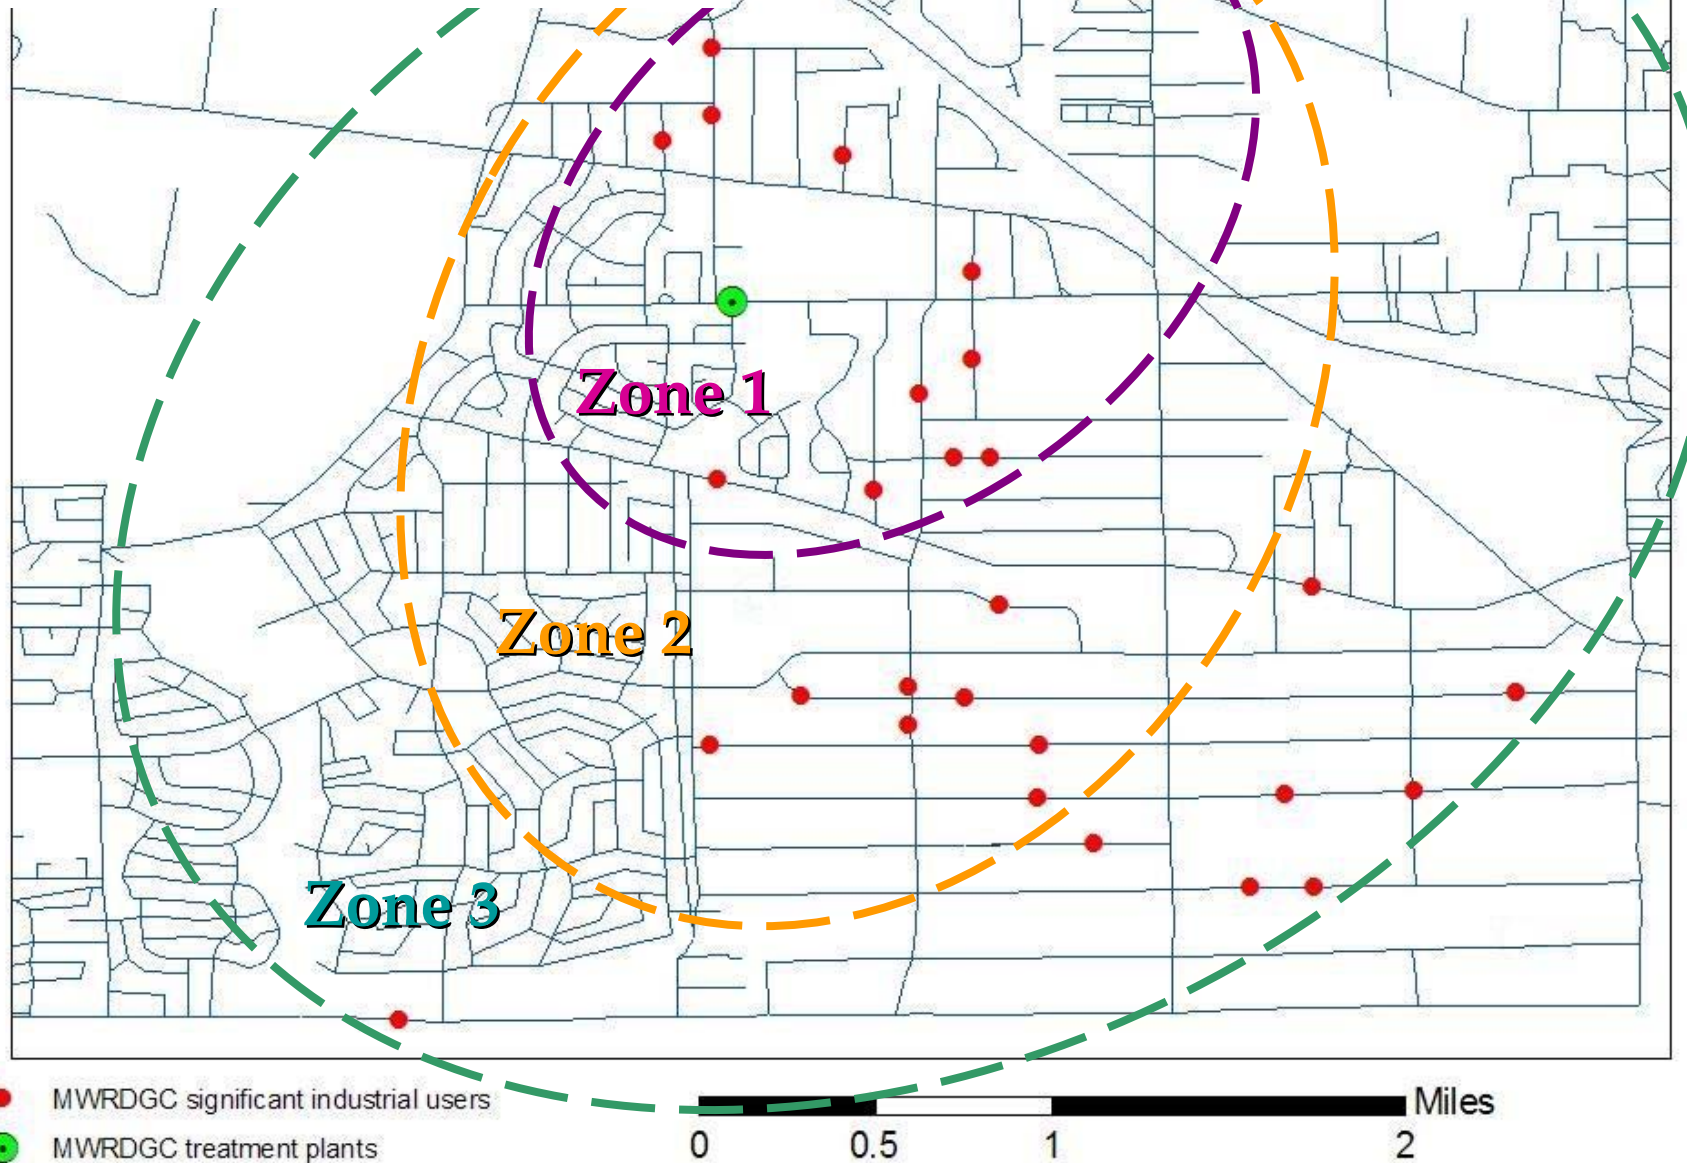 Zone 1
Zone 2
Zone 3
MWRDGC significant industrial users
MWRDGC treatment plants
Miles
0 0.5 1 2